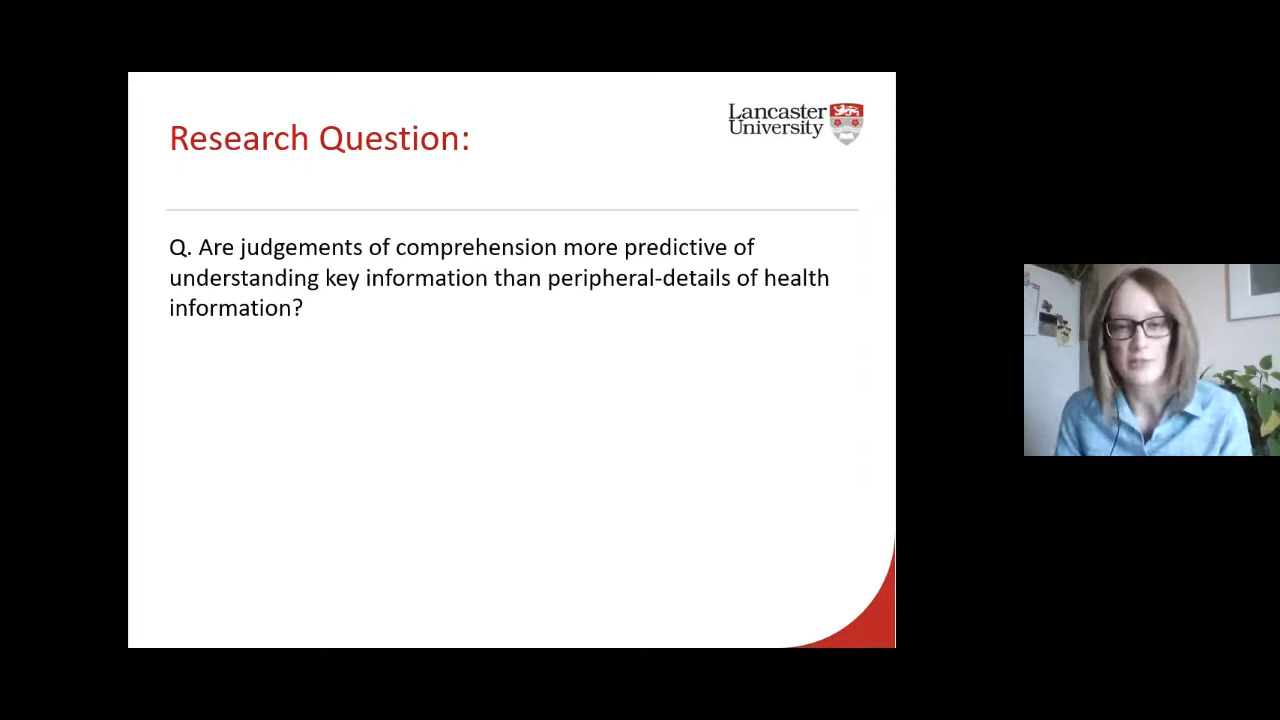 Lancaster
University
Research Question:
Q. Are judgements of comprehension more predictive of
understanding key information than peripheral-details of health
information?